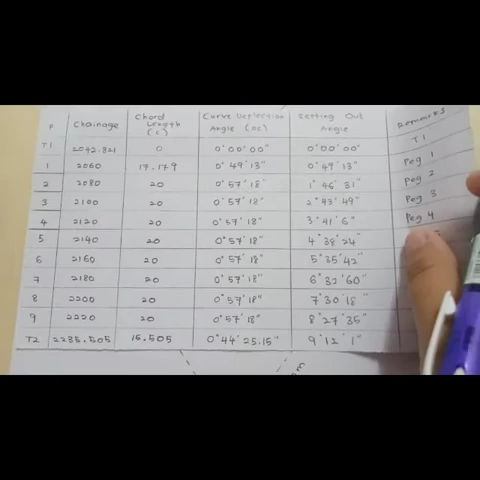 P Chainage Chord Length (c) Curve Deflection Angle (DC) Setting Out Angle Remarks
T1 2042.821 0 0°00'00" 0°00'00" T1
1 2060 17.179 0°49'13" 0°49'13" Peg 1
2 2080 20 0°57'18" 1°46'31" Peg 2
3 2100 20 0°57'18" 2°43'49" Peg 3
4 2120 20 0°57'18" 3°41'6" Peg 4
5 2140 20 0°57'18" 4°38'24"
6 2160 20 0°57'18" 5°35'42"
7 2180 20 0°57'18" 6°32'60"
8 2200 20 0°57'18" 7°30'18"
9 2220 20 0°57'18" 8°27'35"
T2 2235.505 15.505 0°44'25.15" 9°12'1"